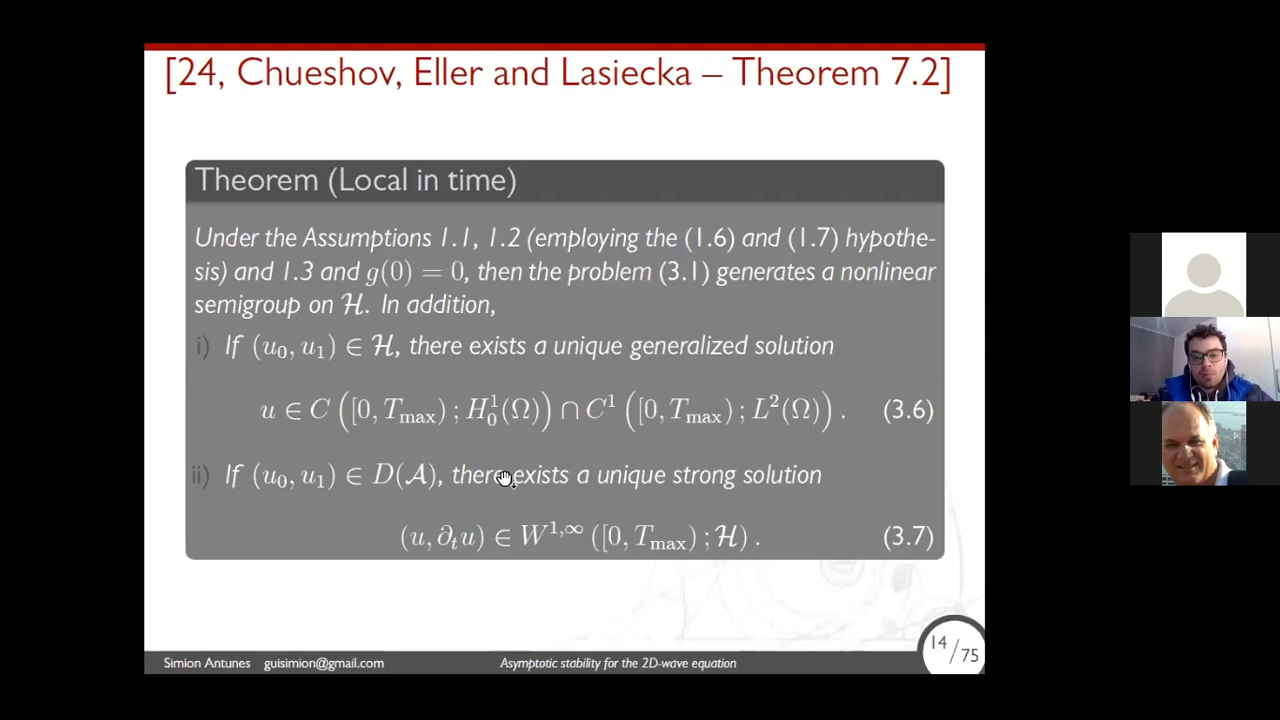 [24, Chueshov, Eller and Lasiecka – Theorem 7.2]
Theorem (Local in time)
Under the Assumptions 1.1, 1.2 (employing the (1.6) and (1.7) hypothe-
sis) and 1.3 and g(0) = 0, then the problem (3.1) generates a nonlinear
semigroup on ℋ. In addition,
i) If (u₀, u₁) ∈ ℋ, there exists a unique generalized solution
u ∈ C ([0, T_max) ; H¹₀(Ω)) ∩ C¹ ([0, T_max) ; L²(Ω)) . (3.6)
ii) If (u₀, u₁) ∈ D(𝒜), there exists a unique strong solution
(u, ∂ₜu) ∈ W^{1,∞} ([0, T_max) ; ℋ) . (3.7)
14/75
Simion Antunes guisimion@gmail.com Asymptotic stability for the 2D-wave equation